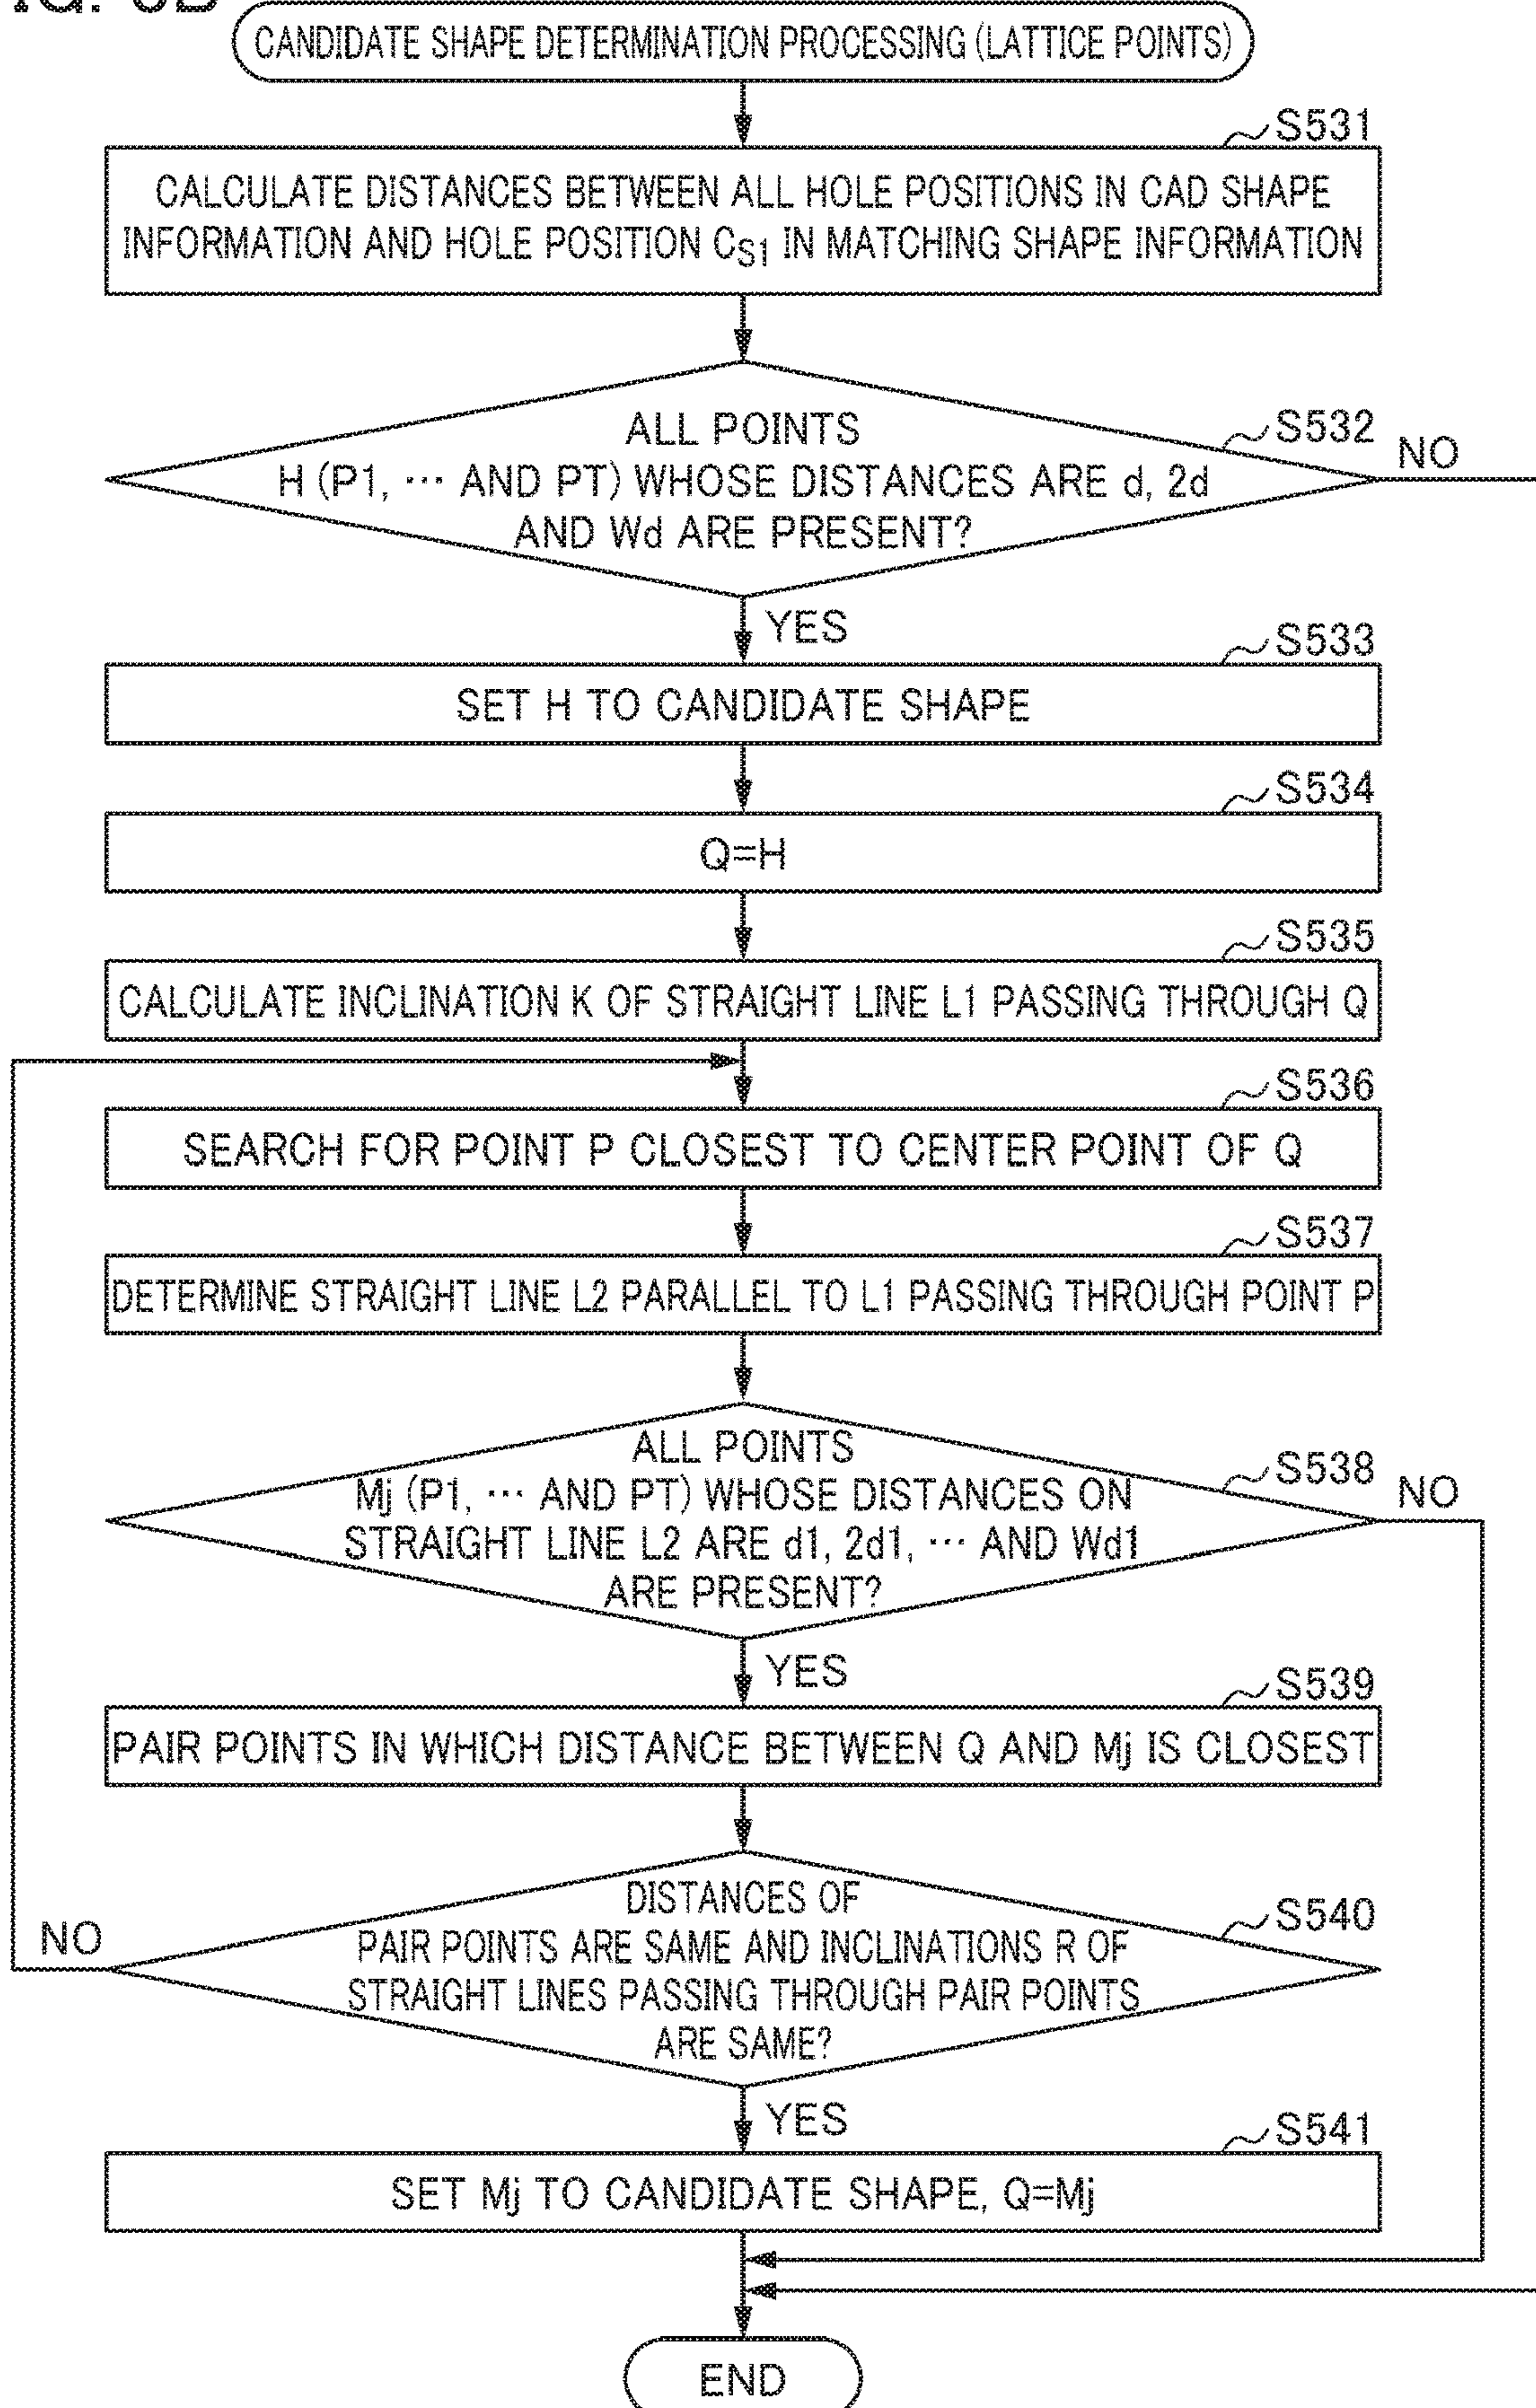 CANDIDATE SHAPE DETERMINATION PROCESSING (LATTICE POINTS)
S531
CALCULATE DISTANCES BETWEEN ALL HOLE POSITIONS IN CAD SHAPE
INFORMATION AND HOLE POSITION CS1 IN MATCHING SHAPE INFORMATION
S532
ALL POINTS
H (P1, ··· AND PT) WHOSE DISTANCES ARE d, 2d
AND Wd ARE PRESENT?
NO
YES
S533
SET H TO CANDIDATE SHAPE
S534
Q=H
S535
CALCULATE INCLINATION K OF STRAIGHT LINE L1 PASSING THROUGH Q
S536
SEARCH FOR POINT P CLOSEST TO CENTER POINT OF Q
S537
DETERMINE STRAIGHT LINE L2 PARALLEL TO L1 PASSING THROUGH POINT P
S538
ALL POINTS
Mj (P1, ··· AND PT) WHOSE DISTANCES ON
STRAIGHT LINE L2 ARE d1, 2d1, ··· AND Wd1
ARE PRESENT?
NO
YES
S539
PAIR POINTS IN WHICH DISTANCE BETWEEN Q AND Mj IS CLOSEST
S540
DISTANCES OF
PAIR POINTS ARE SAME AND INCLINATIONS R OF
STRAIGHT LINES PASSING THROUGH PAIR POINTS
ARE SAME?
NO
YES
S541
SET Mj TO CANDIDATE SHAPE, Q=Mj
END